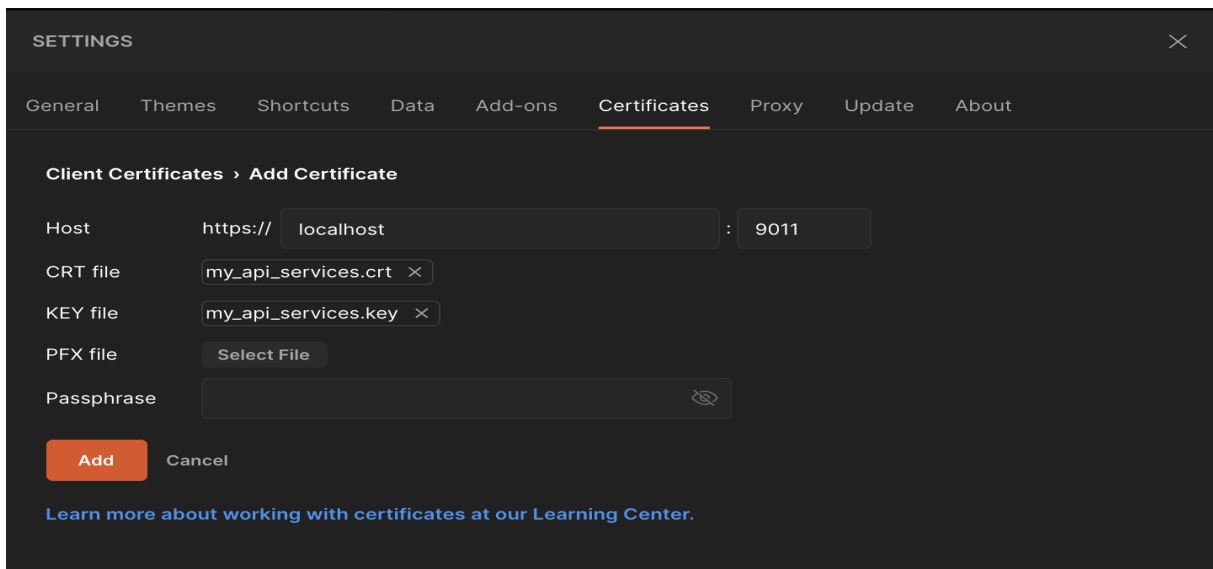 SETTINGS
General Themes Shortcuts Data Add-ons Certificates Proxy Update About
Client Certificates › Add Certificate
Host https:// localhost : 9011
CRT file my_api_services.crt
KEY file my_api_services.key
PFX file Select File
Passphrase
Add Cancel
Learn more about working with certificates at our Learning Center.